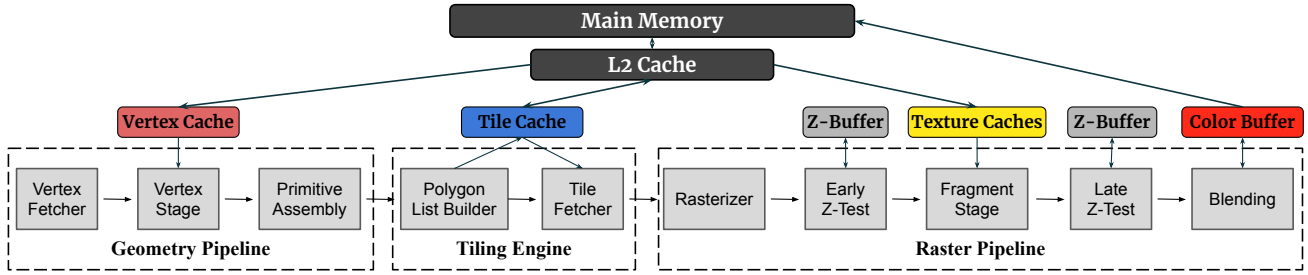 Main Memory
L2 Cache
Vertex Cache
Tile Cache
Z-Buffer
Texture Caches
Z-Buffer
Color Buffer
Vertex
Fetcher
Vertex
Stage
Primitive
Assembly
Polygon
List Builder
Tile
Fetcher
Rasterizer
Early
Z-Test
Fragment
Stage
Late
Z-Test
Blending
Geometry Pipeline
Tiling Engine
Raster Pipeline